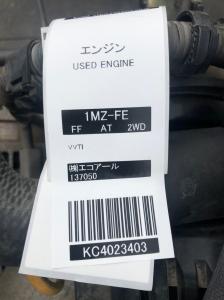 エンジン
USED ENGINE
1MZ-FE
FF AT 2WD
VVTI
㈱エコアール
137050
KC4023403